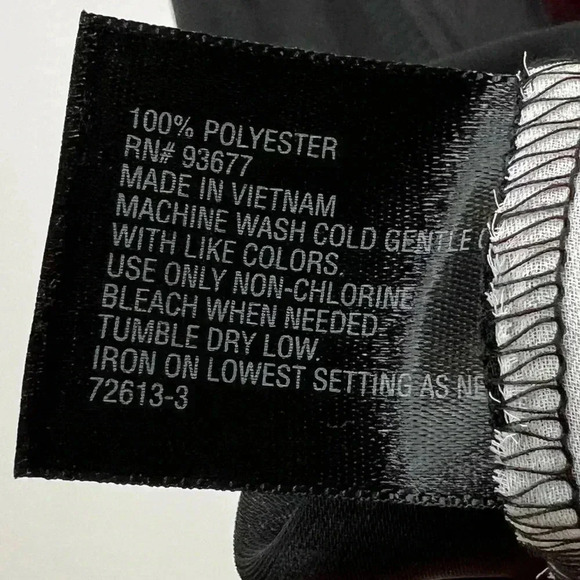 100% POLYESTER
RN# 93677
MADE IN VIETNAM
MACHINE WASH COLD GENTLE
WITH LIKE COLORS.
USE ONLY NON-CHLORINE
BLEACH WHEN NEEDED.
TUMBLE DRY LOW.
IRON ON LOWEST SETTING AS
72613-3